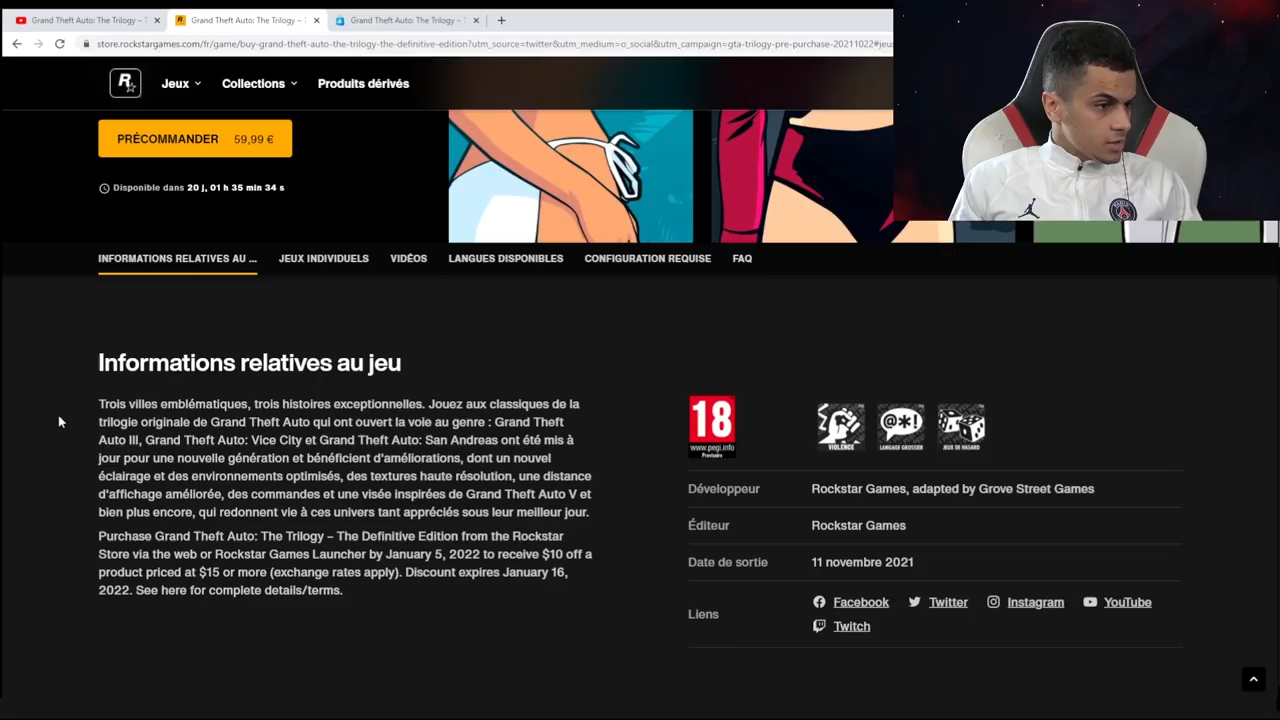 Grand Theft Auto: The Trilogy – T
Grand Theft Auto: The Trilogy –
Grand Theft Auto: The Trilogy – T
store.rockstargames.com/fr/game/buy-grand-theft-auto-the-trilogy-the-definitive-edition?utm_source=twitter&utm_medium=o_social&utm_campaign=gta-trilogy-pre-purchase-20211022#jeu
R
Jeux
Collections
Produits dérivés
PRÉCOMMANDER 59,99 €
Disponible dans 20 j, 01 h 35 min 34 s
INFORMATIONS RELATIVES AU ...
JEUX INDIVIDUELS
VIDÉOS
LANGUES DISPONIBLES
CONFIGURATION REQUISE
FAQ
Informations relatives au jeu
Trois villes emblématiques, trois histoires exceptionnelles. Jouez aux classiques de la
trilogie originale de Grand Theft Auto qui ont ouvert la voie au genre : Grand Theft
Auto III, Grand Theft Auto: Vice City et Grand Theft Auto: San Andreas ont été mis à
jour pour une nouvelle génération et bénéficient d'améliorations, dont un nouvel
éclairage et des environnements optimisés, des textures haute résolution, une distance
d'affichage améliorée, des commandes et une visée inspirées de Grand Theft Auto V et
bien plus encore, qui redonnent vie à ces univers tant appréciés sous leur meilleur jour.
Purchase Grand Theft Auto: The Trilogy – The Definitive Edition from the Rockstar
Store via the web or Rockstar Games Launcher by January 5, 2022 to receive $10 off a
product priced at $15 or more (exchange rates apply). Discount expires January 16,
2022. See here for complete details/terms.
18
www.pegi.info
Provisoire
VIOLENCE
@*!
LANGAGE GROSSIER
JEUX DE HASARD
Développeur Rockstar Games, adapted by Grove Street Games
Éditeur Rockstar Games
Date de sortie 11 novembre 2021
Liens Facebook Twitter Instagram YouTube
Twitch